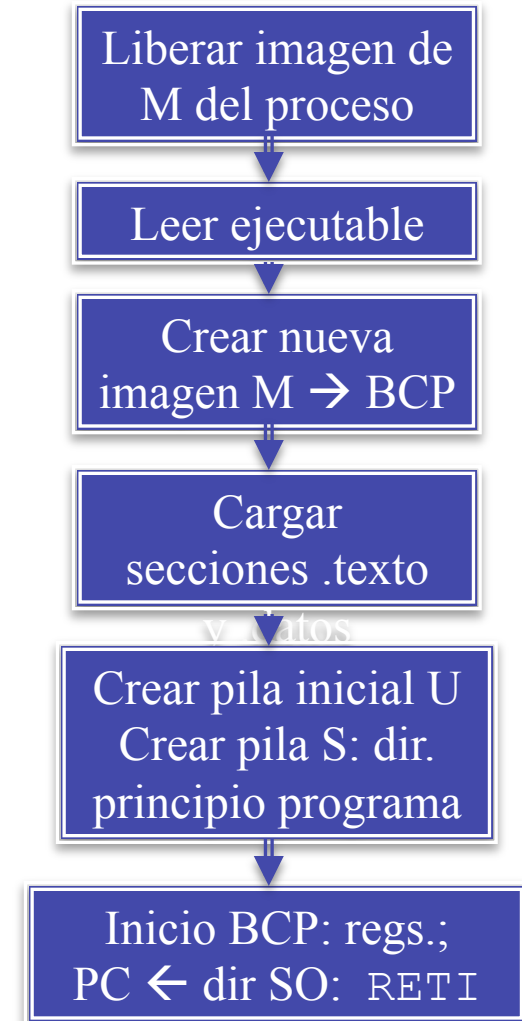 Liberar imagen de
M del proceso
Leer ejecutable
Crear nueva
imagen M → BCP
Cargar
secciones .texto
y datos
Crear pila inicial U
Crear pila S: dir.
principio programa
Inicio BCP: regs.;
PC ← dir SO: RETI